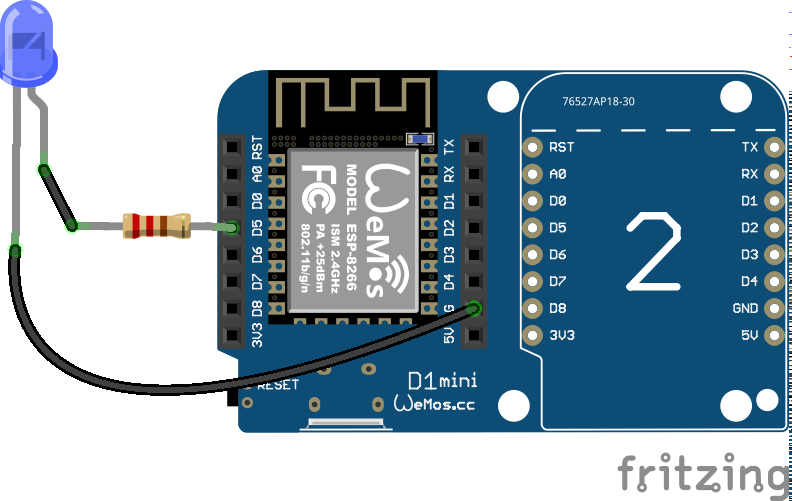 76527AP18-30
RST
A0
D0
D5
D6
D7
D8
3V3
TX
RX
D1
D2
D3
D4
G
5V
WeMos
MODEL ESP-8266
ISM 2.4GHz
PA +25dBm
802.11b/g/n
FC
RST TX
A0 RX
D0 D1
D5 D2
D6 D3
D7 D4
D8 GND
3V3 5V
2
RESET
D1mini
WeMos.cc
fritzing